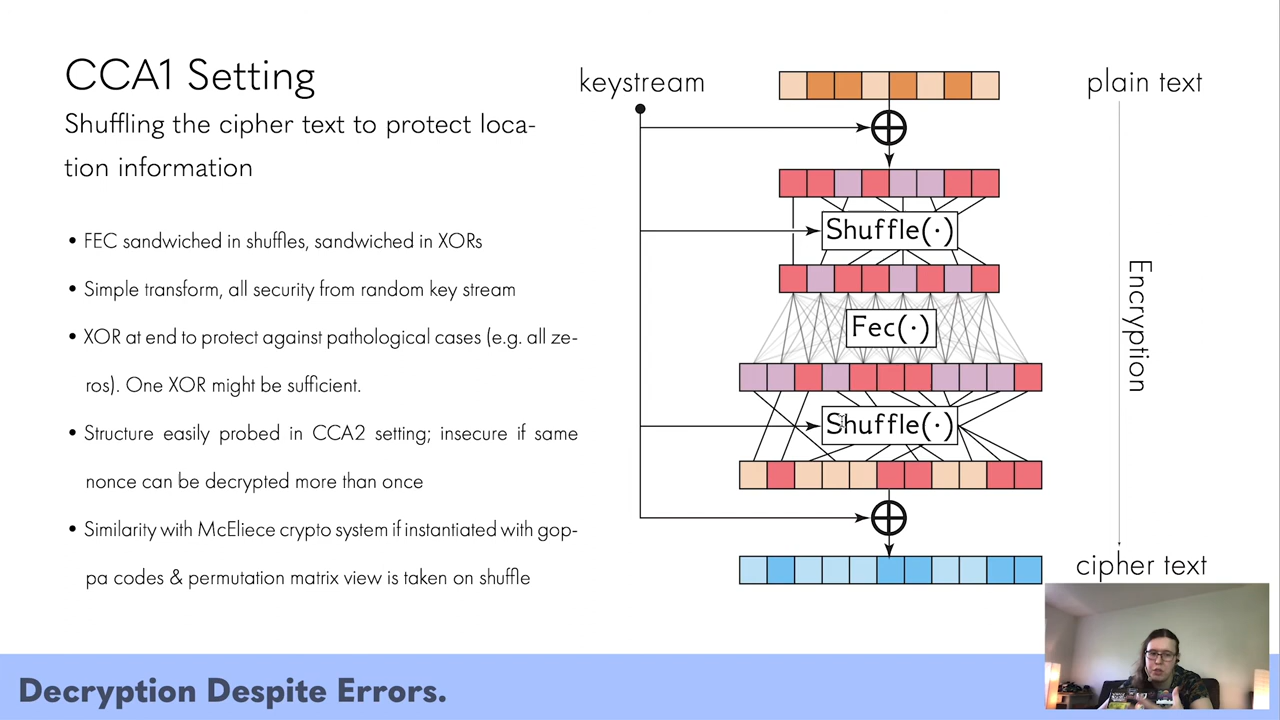 CCA1 Setting
Shuffling the cipher text to protect loca-
tion information
• FEC sandwiched in shuffles, sandwiched in XORs
• Simple transform, all security from random key stream
• XOR at end to protect against pathological cases (e.g. all ze-
ros). One XOR might be sufficient.
• Structure easily probed in CCA2 setting; insecure if same
nonce can be decrypted more than once
• Similarity with McEliece crypto system if instantiated with gop-
pa codes & permutation matrix view is taken on shuffle
keystream
plain text
Shuffle(·)
Fec(·)
Shuffle(·)
Encryption
cipher text
Decryption Despite Errors.